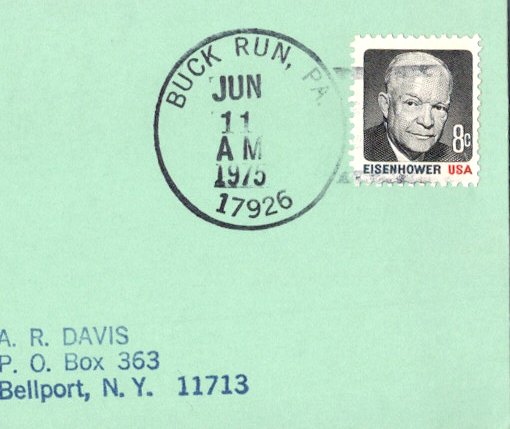 BUCK RUN, PA.
JUN
11
AM
1975
17926
8c
EISENHOWER USA
A. R. DAVIS
P. O. Box 363
Bellport, N. Y. 11713